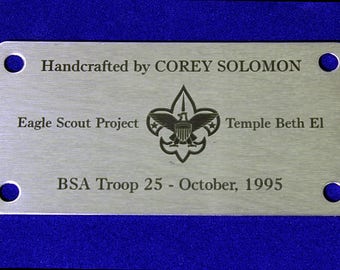 Handcrafted by COREY SOLOMON
Eagle Scout Project Temple Beth El
BSA Troop 25 - October, 1995